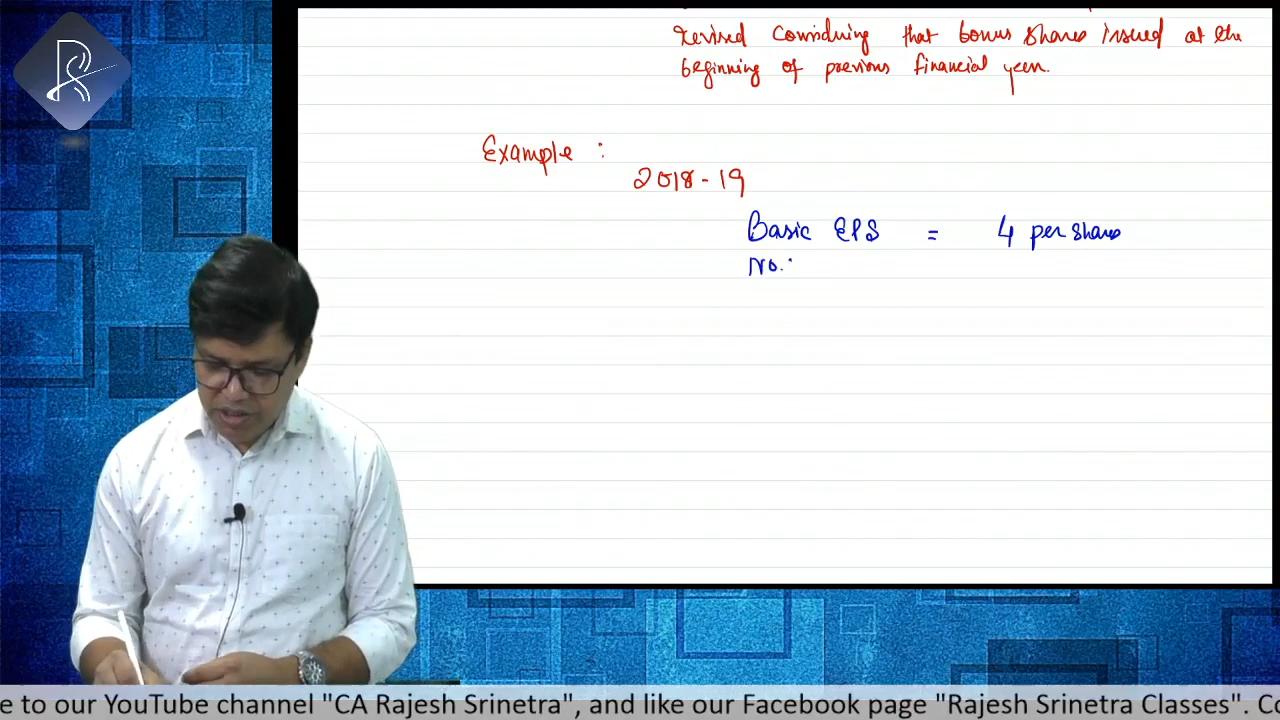 revised considering that bonus shares issued at the
beginning of previous financial year.
Example :
2018-19
Basic EPS = 4 per share
No.
e to our YouTube channel "CA Rajesh Srinetra", and like our Facebook page "Rajesh Srinetra Classes". Co